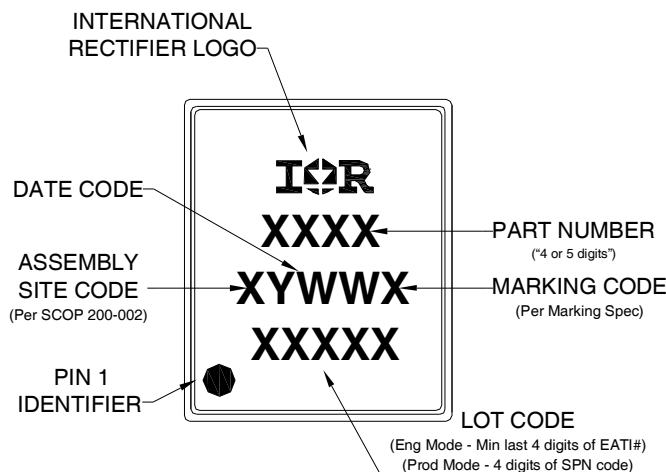 INTERNATIONAL
RECTIFIER LOGO
IOR
DATE CODE
XXXX
PART NUMBER
(“4 or 5 digits”)
ASSEMBLY
SITE CODE
(Per SCOP 200-002)
XYWWX
MARKING CODE
(Per Marking Spec)
XXXXX
PIN 1
IDENTIFIER
LOT CODE
(Eng Mode - Min last 4 digits of EATI#)
(Prod Mode - 4 digits of SPN code)